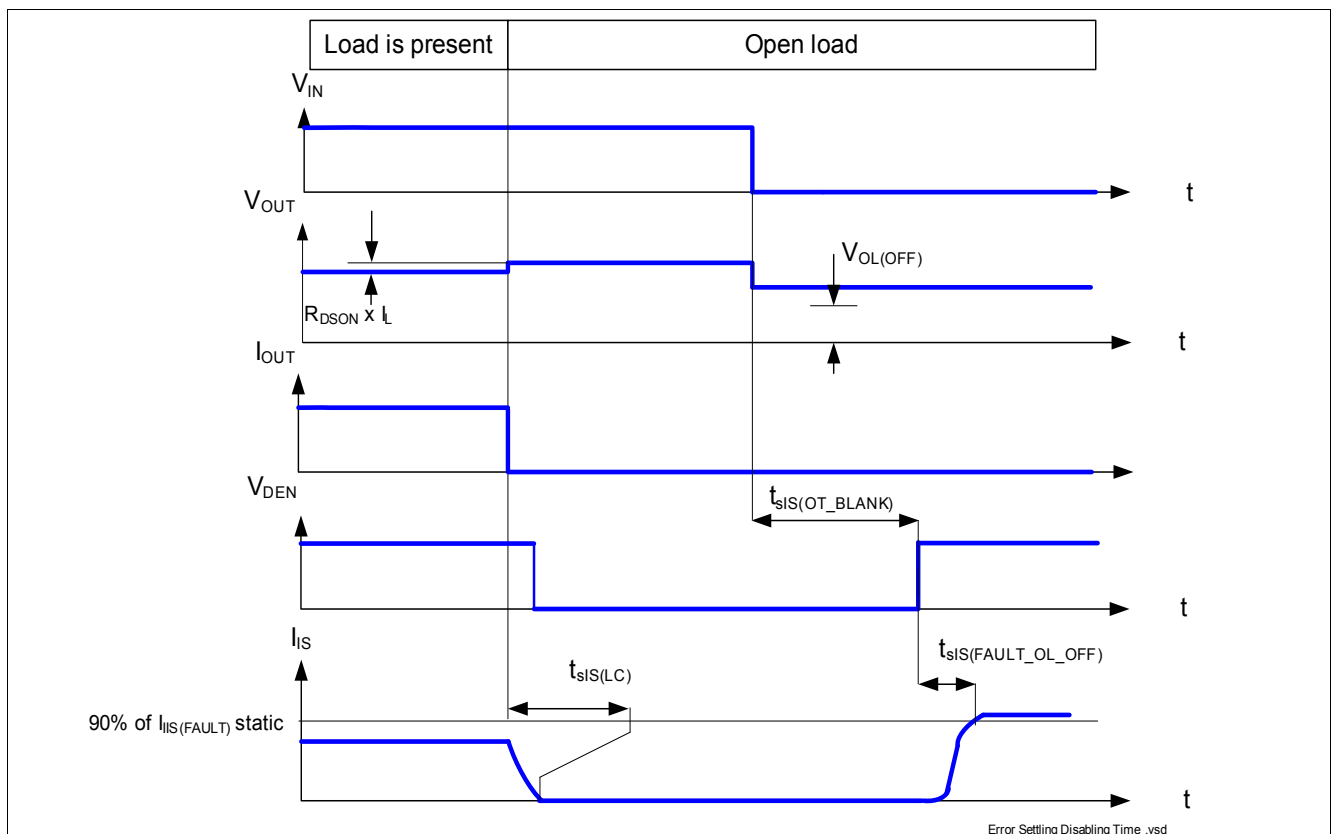 Load is present
Open load
VIN
t
VOUT
VOL(OFF)
RDSON x IL
t
IOUT
VDEN
tsIS(OT_BLANK)
t
IIS
tsIS(LC)
tsIS(FAULT_OL_OFF)
90% of IIIS(FAULT) static
t
Error Settling Disabling Time .vsd